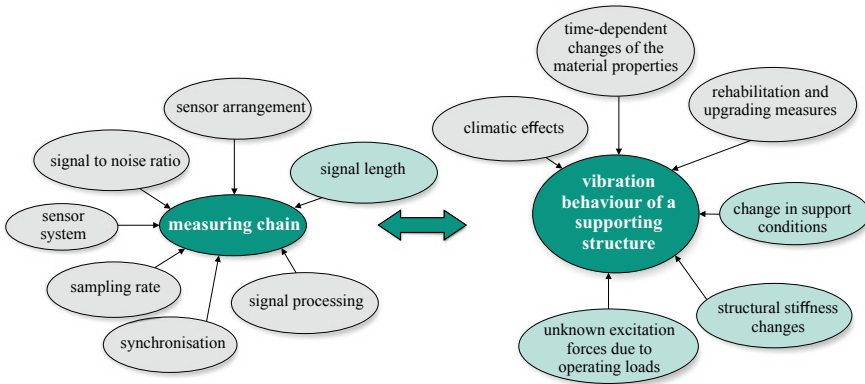 time-dependent
changes of the
material properties
rehabilitation and
upgrading measures
sensor arrangement
climatic effects
signal to noise ratio
signal length
vibration
behaviour of a
supporting
structure
sensor
system
measuring chain
change in support
conditions
sampling rate
signal processing
structural stiffness
changes
synchronisation
unknown excitation
forces due to
operating loads